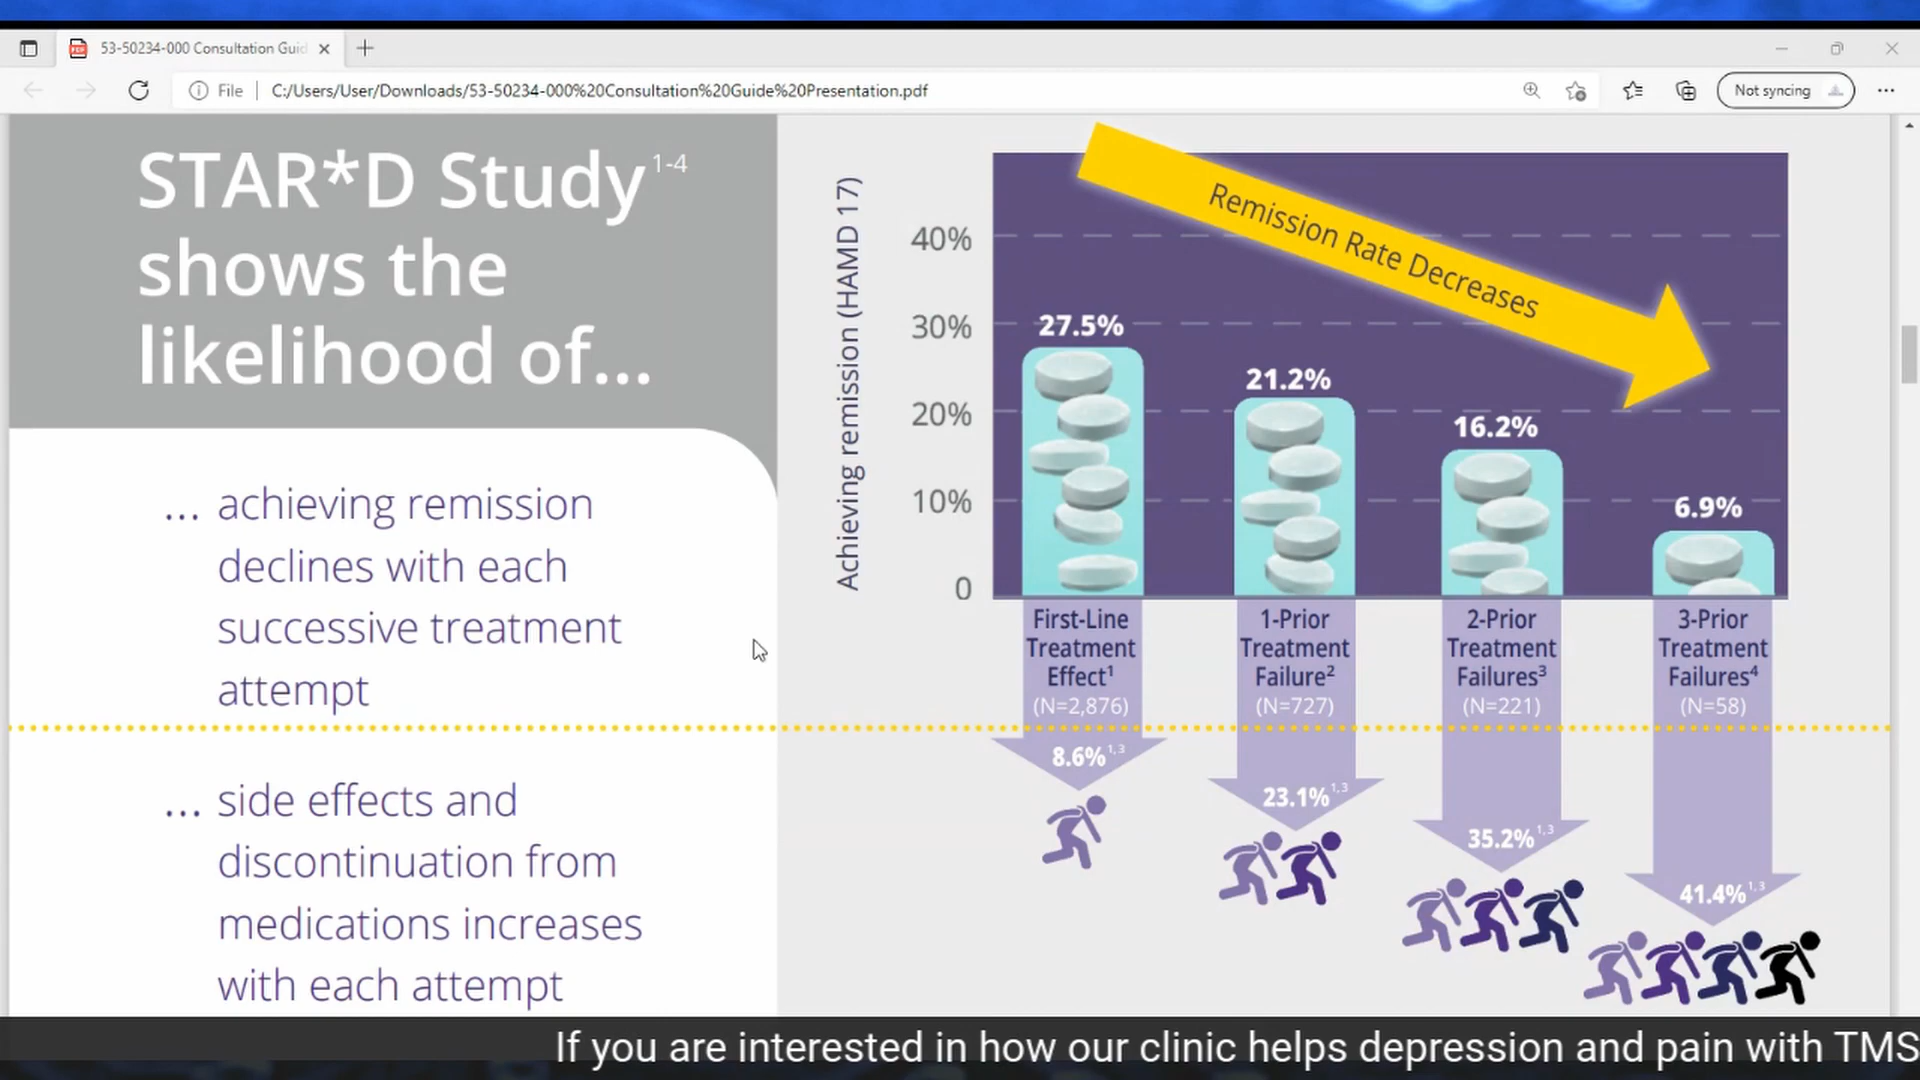 53-50234-000 Consultation Guid
File
C:/Users/User/Downloads/53-50234-000%20Consultation%20Guide%20Presentation.pdf
Not syncing
STAR*D Study 1-4
shows the
likelihood of...
... achieving remission
declines with each
successive treatment
attempt
... side effects and
discontinuation from
medications increases
with each attempt
Achieving remission (HAMD 17)
40%
30%
20%
10%
0
Remission Rate Decreases
27.5%
21.2%
16.2%
6.9%
First-Line
Treatment
Effect¹
(N=2,876)
1-Prior
Treatment
Failure²
(N=727)
2-Prior
Treatment
Failures³
(N=221)
3-Prior
Treatment
Failures⁴
(N=58)
8.6% 1,3
23.1% 1,3
35.2% 1,3
41.4% 1,3
If you are interested in how our clinic helps depression and pain with TMS